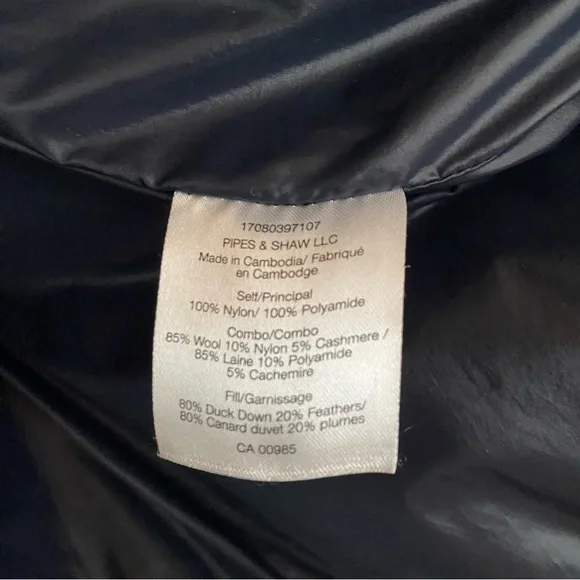 17080397107
PIPES & SHAW LLC
Made in Cambodia/ Fabriqué
en Cambodge
Self/Principal
100% Nylon/ 100% Polyamide
Combo/Combo
85% Wool 10% Nylon 5% Cashmere /
85% Laine 10% Polyamide
5% Cachemire
Fill/Garnissage
80% Duck Down 20% Feathers/
80% Canard duvet 20% plumes
CA 00985